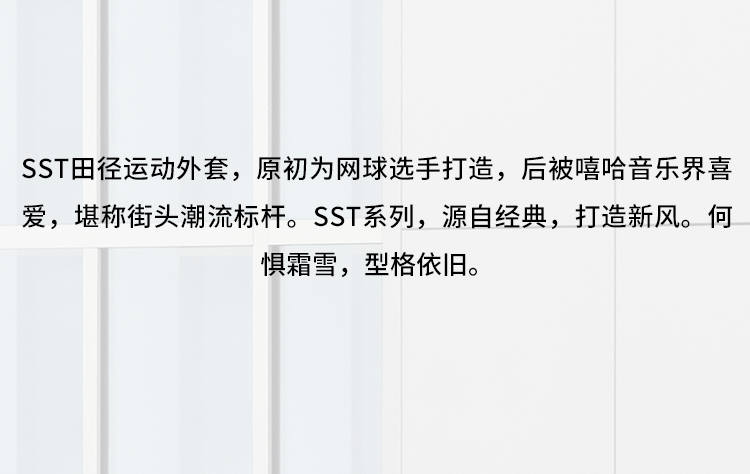 SST田径运动外套，原初为网球选手打造，后被嘻哈音乐界喜
爱，堪称街头潮流标杆。SST系列，源自经典，打造新风。何
惧霜雪，型格依旧。